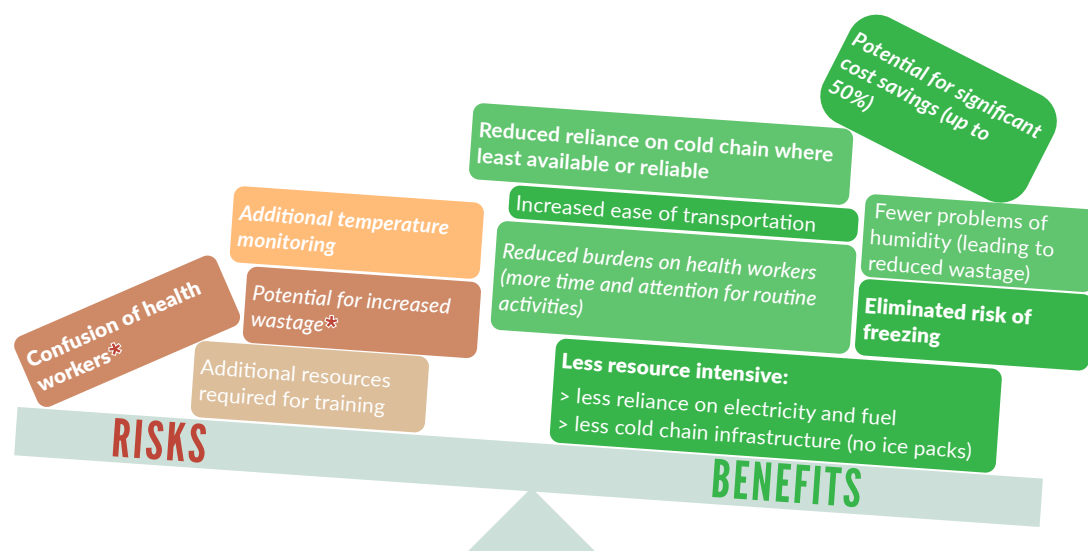 Confusion of health
workers*
Additional temperature
monitoring
Potential for increased
wastage*
Additional resources
required for training
RISKS
Potential for significant
cost savings (up to
50%)
Reduced reliance on cold chain where
least available or reliable
Increased ease of transportation
Reduced burdens on health workers
(more time and attention for routine
activities)
Fewer problems of
humidity (leading to
reduced wastage)
Eliminated risk of
freezing
Less resource intensive:
> less reliance on electricity and fuel
> less cold chain infrastructure (no ice packs)
BENEFITS